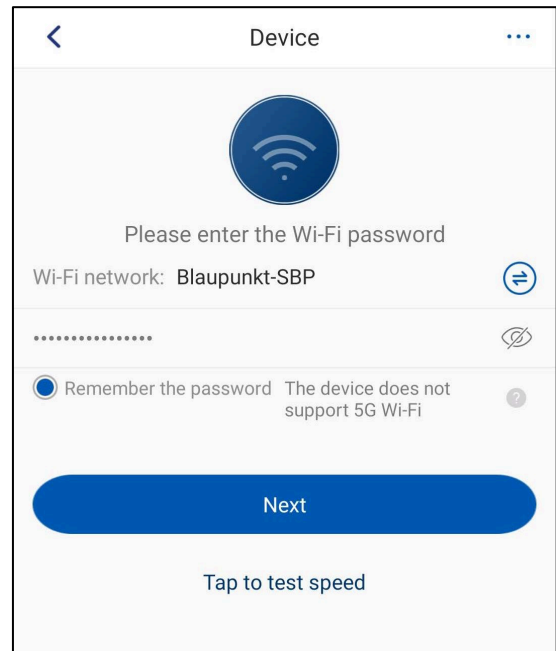 Device
Please enter the Wi-Fi password
Wi-Fi network: Blaupunkt-SBP
••••••••••••••••
Remember the password The device does not
support 5G Wi-Fi
?
Next
Tap to test speed